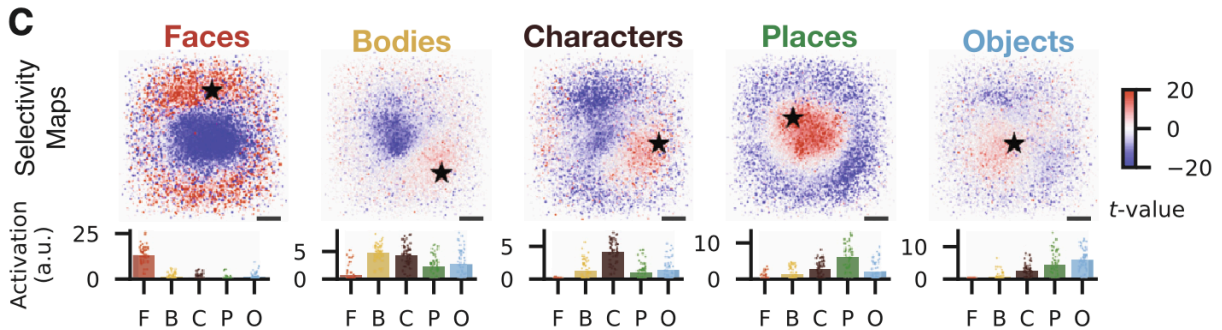 C
Faces Bodies Characters Places Objects
Selectivity
Maps
20
0
−20
t-value
Activation
(a.u.)
25
0
5
0
5
0
10
0
10
0
F B C P O F B C P O F B C P O F B C P O F B C P O